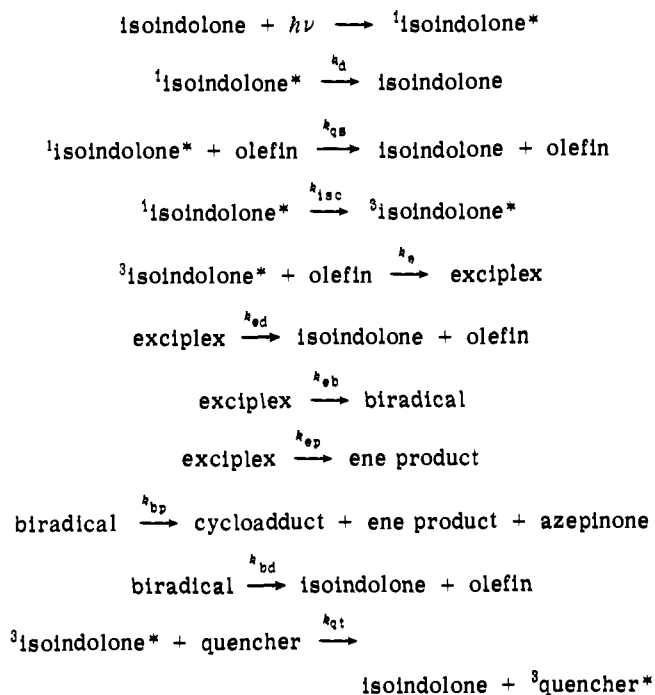 isoindolone + hν ⟶ ¹isoindolone*
k_d
¹isoindolone* ⟶ isoindolone
k_qs
¹isoindolone* + olefin ⟶ isoindolone + olefin
k_isc
¹isoindolone* ⟶ ³isoindolone*
k_e
³isoindolone* + olefin ⟶ exciplex
k_ed
exciplex ⟶ isoindolone + olefin
k_eb
exciplex ⟶ biradical
k_ep
exciplex ⟶ ene product
k_bp
biradical ⟶ cycloadduct + ene product + azepinone
k_bd
biradical ⟶ isoindolone + olefin
k_qt
³isoindolone* + quencher ⟶
isoindolone + ³quencher*